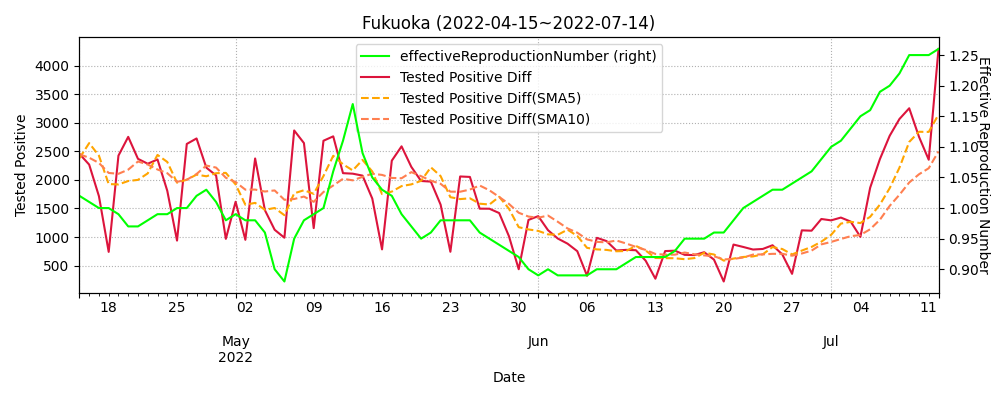 Fukuoka (2022-04-15~2022-07-14)
effectiveReproductionNumber (right)
Tested Positive Diff
Tested Positive Diff(SMA5)
Tested Positive Diff(SMA10)
Tested Positive
4000
3500
3000
2500
2000
1500
1000
500
1.25
1.20
1.15
1.10
1.05
1.00
0.95
0.90
Effective Reproduction Number
18 25 02 09 16 23 30 06 13 20 27 04 11
May Jun Jul
2022
Date